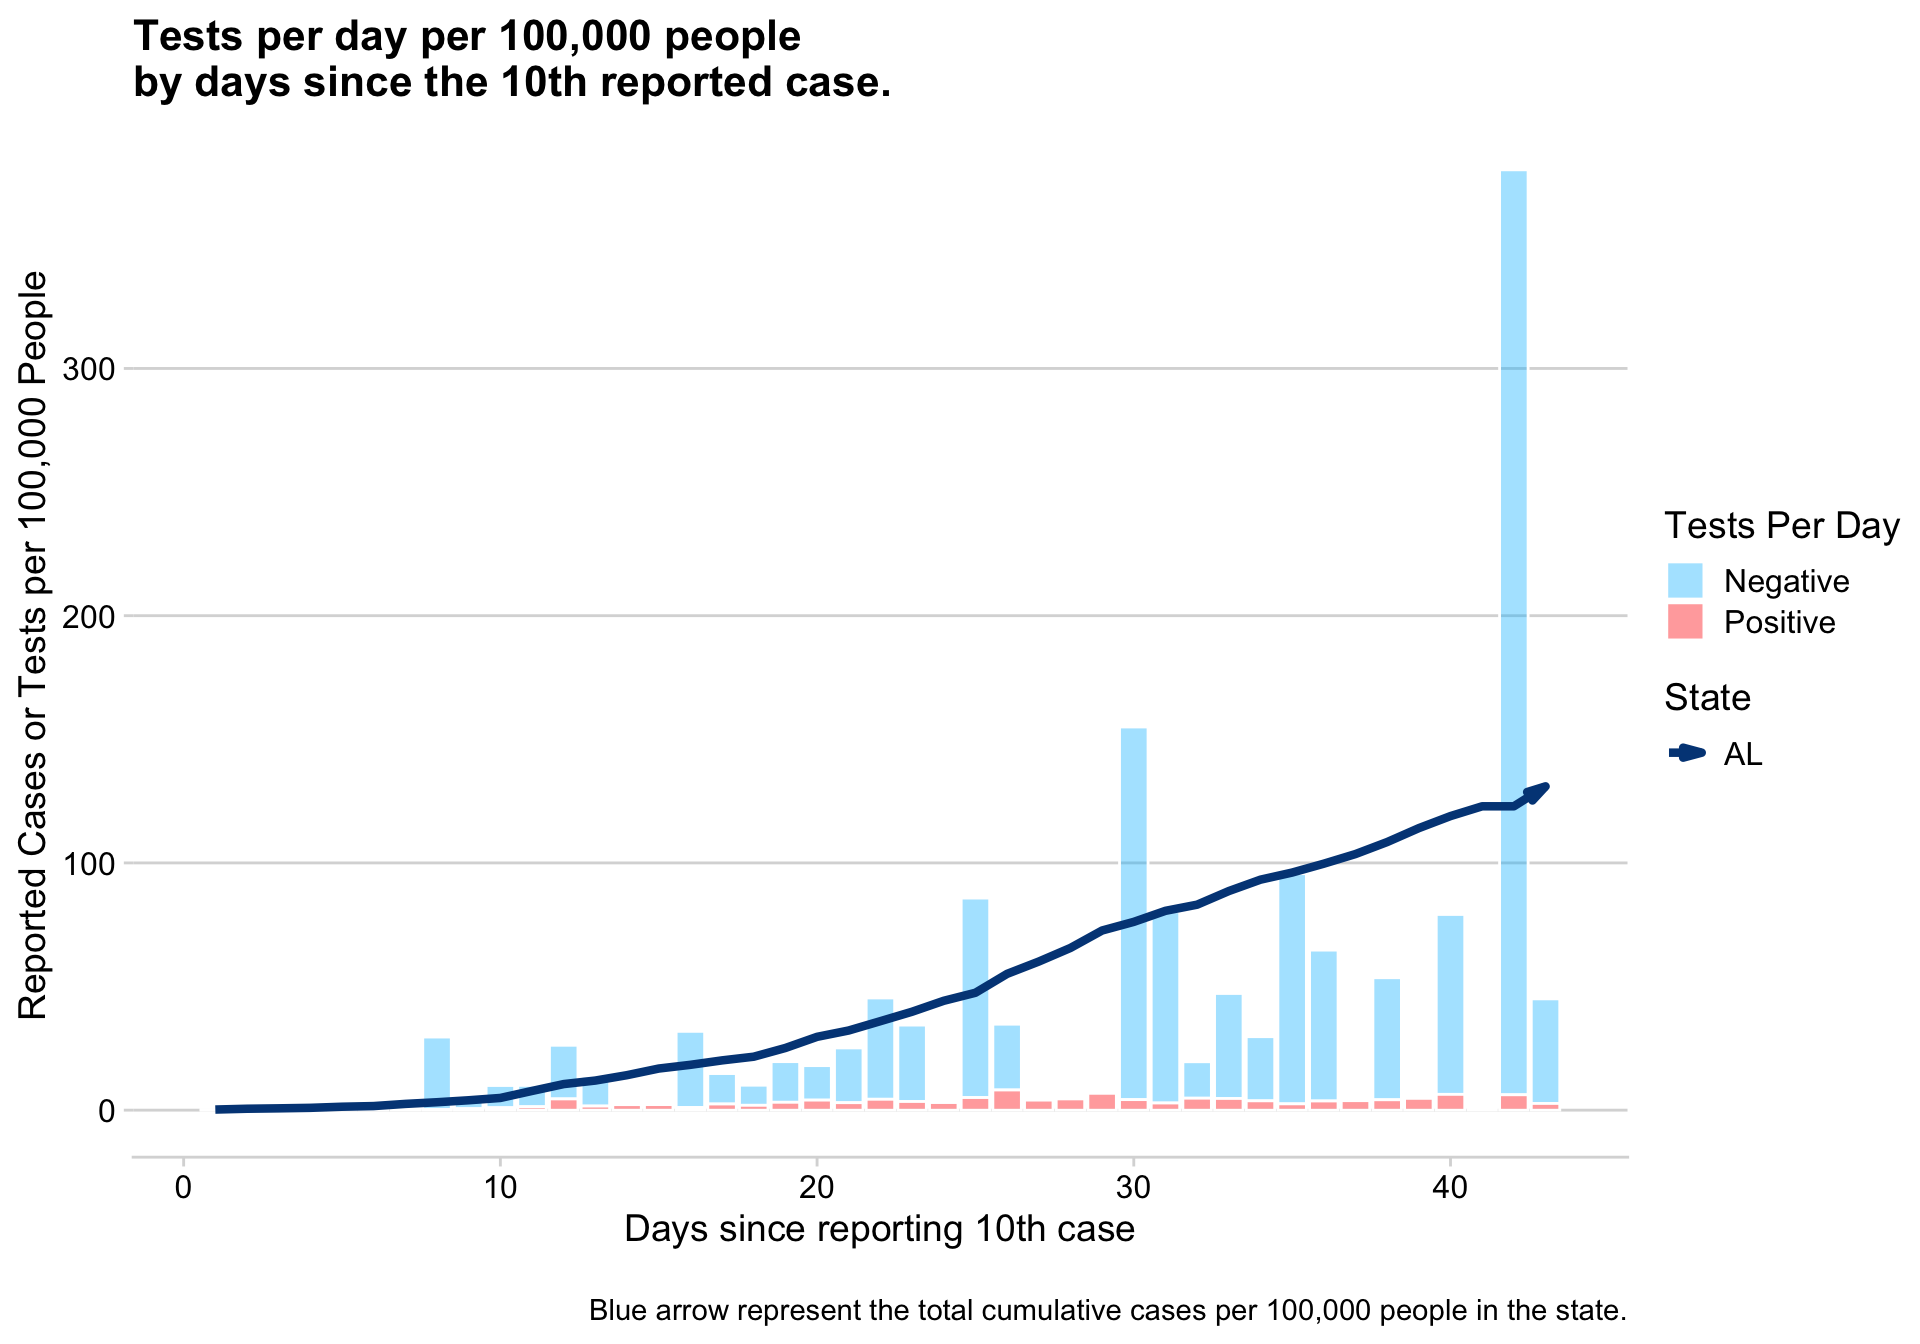 Tests per day per 100,000 people
by days since the 10th reported case.
Reported Cases or Tests per 100,000 People
300
200
100
0
0
10
20
30
40
Days since reporting 10th case
Tests Per Day
Negative
Positive
State
AL
Blue arrow represent the total cumulative cases per 100,000 people in the state.